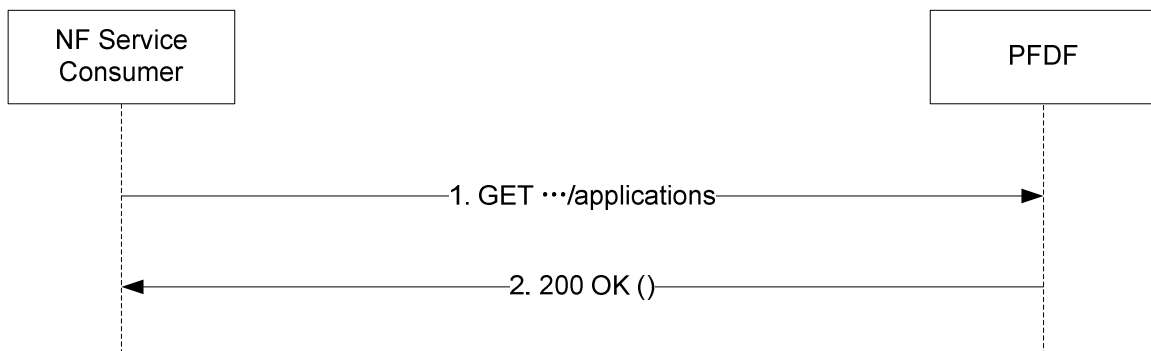 NF Service
Consumer
PFDF
1. GET ···/applications
2. 200 OK ()